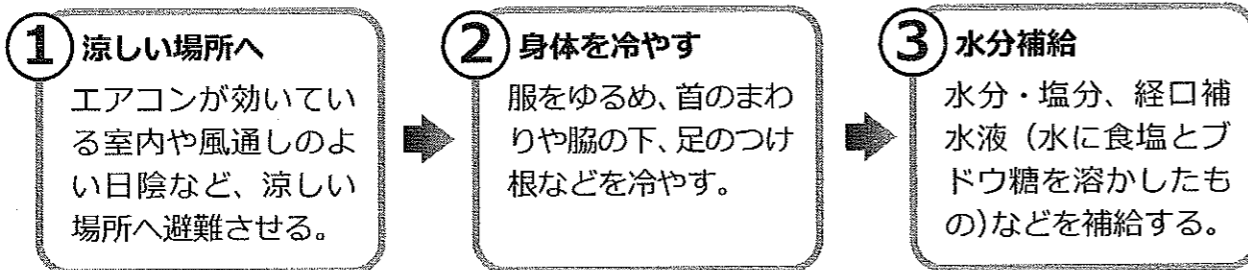 1 涼しい場所へ
エアコンが効いてい
る室内や風通しのよ
い日陰など、涼しい
場所へ避難させる。
2 身体を冷やす
服をゆるめ、首のまわ
りや脇の下、足のつけ
根などを冷やす。
3 水分補給
水分・塩分、経口補
水液（水に食塩とブ
ドウ糖を溶かしたも
の）などを補給する。